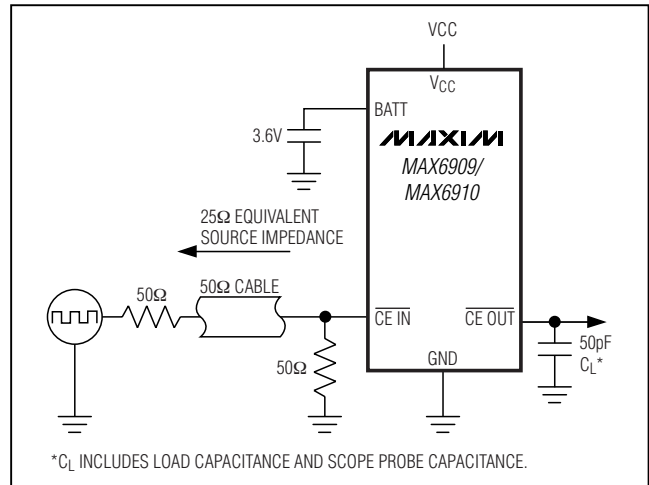 VCC
VCC
BATT
3.6V
MAXIM
MAX6909/
MAX6910
25Ω EQUIVALENT
SOURCE IMPEDANCE
50Ω
50Ω CABLE
CE IN
CE OUT
50Ω
50pF
CL*
GND
*CL INCLUDES LOAD CAPACITANCE AND SCOPE PROBE CAPACITANCE.